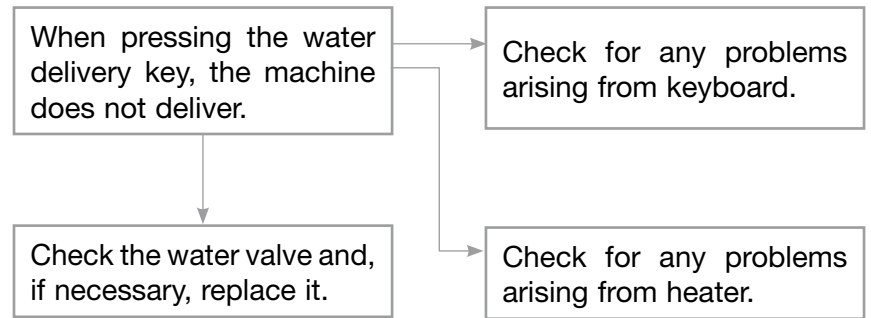 When pressing the water
delivery key, the machine
does not deliver.
Check for any problems
arising from keyboard.
Check the water valve and,
if necessary, replace it.
Check for any problems
arising from heater.